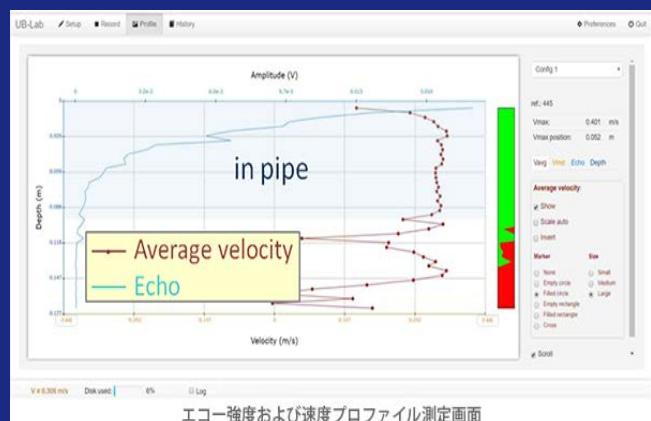 UB-Lab Setup Record Profile History Preferences Quit
Config 1
Amplitude (V)
ref.: 445
Vmax: 0.401 m/s
Vmax position: 0.052 m
Vavg Vmd Echo Depth
in pipe
Depth (m)
Average velocity:
Show
Scale auto
Invert
Marker Size
None Small
Empty circle Medium
Filled circle Large
Empty rectangle
Filled rectangle
Cross
Average velocity
Echo
Velocity (m/s)
Scroll
Disk used: 6% Log
エコー強度および速度プロファイル測定画面